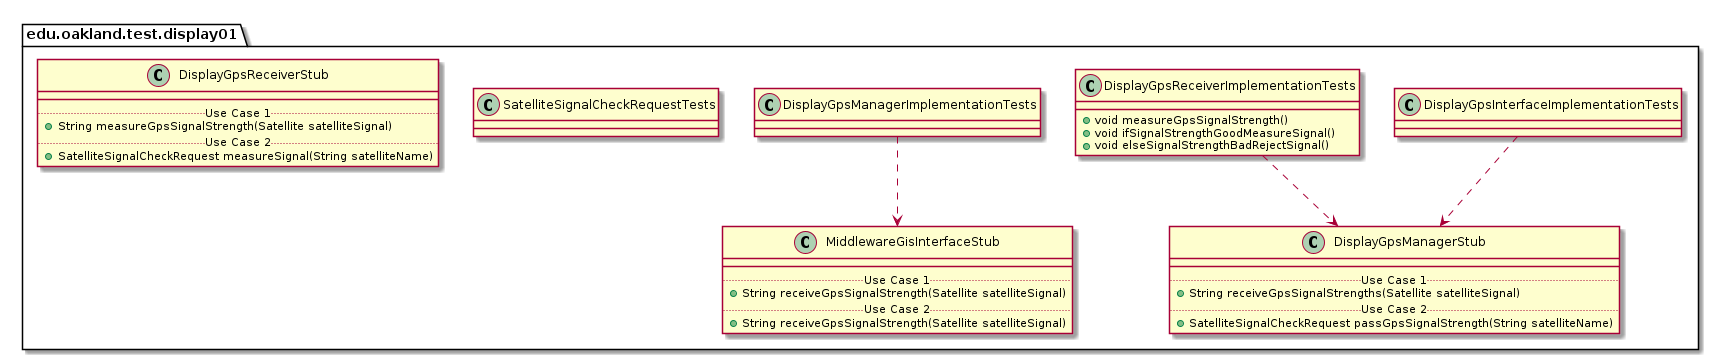 edu.oakland.test.display01
C DisplayGpsReceiverStub
Use Case 1
String measureGpsSignalStrength(Satellite satelliteSignal)
Use Case 2
SatelliteSignalCheckRequest measureSignal(String satelliteName)
C SatelliteSignalCheckRequestTests
C DisplayGpsManagerImplementationTests
C DisplayGpsReceiverImplementationTests
void measureGpsSignalStrength()
void ifSignalStrengthGoodMeasureSignal()
void elseSignalStrengthBadRejectSignal()
C DisplayGpsInterfaceImplementationTests
C MiddlewareGisInterfaceStub
Use Case 1
String receiveGpsSignalStrength(Satellite satelliteSignal)
Use Case 2
String receiveGpsSignalStrength(Satellite satelliteSignal)
C DisplayGpsManagerStub
Use Case 1
String receiveGpsSignalStrengths(Satellite satelliteSignal)
Use Case 2
SatelliteSignalCheckRequest passGpsSignalStrength(String satelliteName)